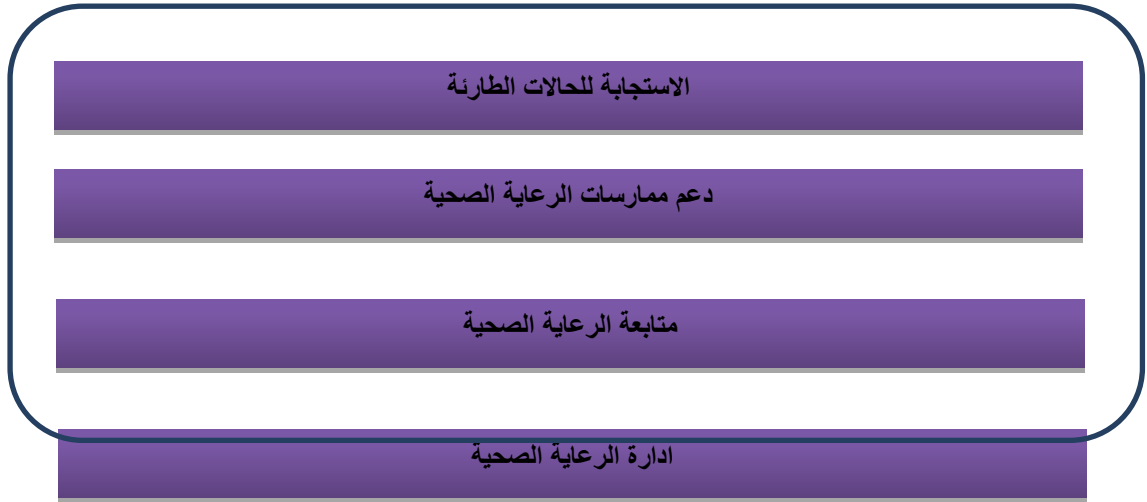 الاستجابة للحالات الطارئة
دعم ممارسات الرعاية الصحية
متابعة الرعاية الصحية
ادارة الرعاية الصحية